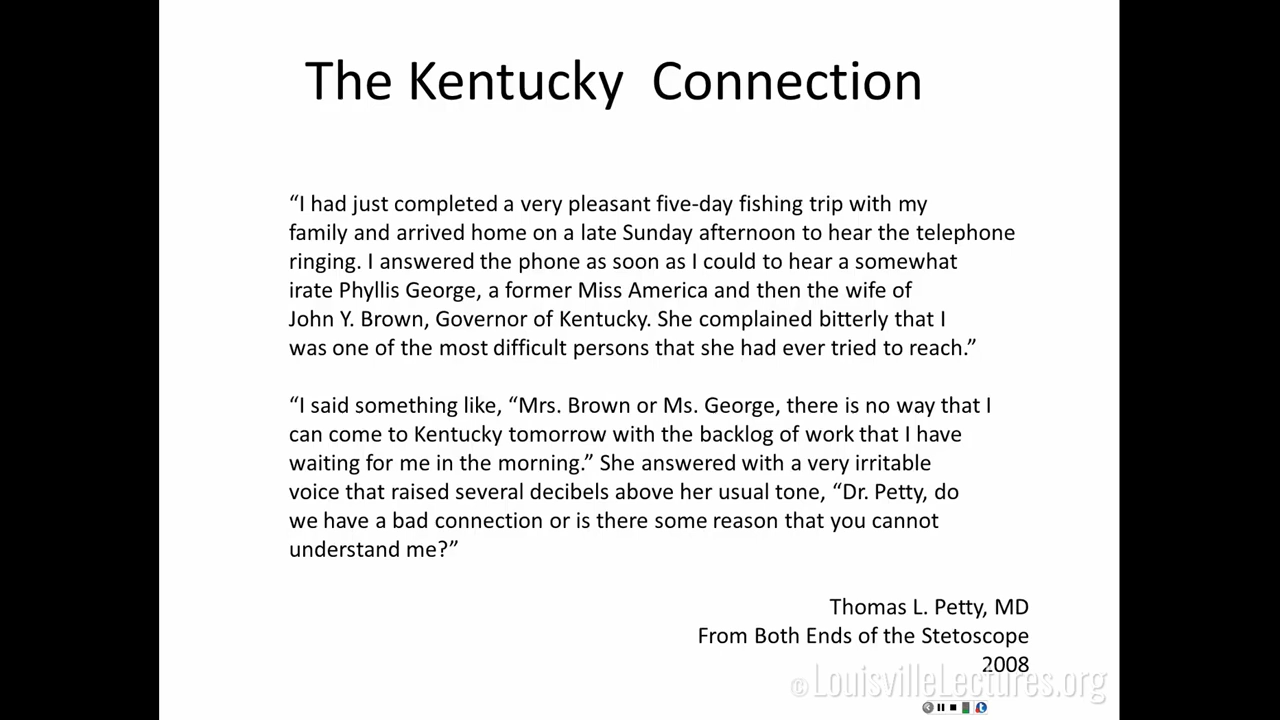 The Kentucky  Connection
“I had just completed a very pleasant five-day fishing trip with my
family and arrived home on a late Sunday afternoon to hear the telephone
ringing. I answered the phone as soon as I could to hear a somewhat
irate Phyllis George, a former Miss America and then the wife of
John Y. Brown, Governor of Kentucky. She complained bitterly that I
was one of the most difficult persons that she had ever tried to reach.”
“I said something like, “Mrs. Brown or Ms. George, there is no way that I
can come to Kentucky tomorrow with the backlog of work that I have
waiting for me in the morning.” She answered with a very irritable
voice that raised several decibels above her usual tone, “Dr. Petty, do
we have a bad connection or is there some reason that you cannot
understand me?”
Thomas L. Petty, MD
From Both Ends of the Stetoscope
2008
©LouisvilleLectures.org